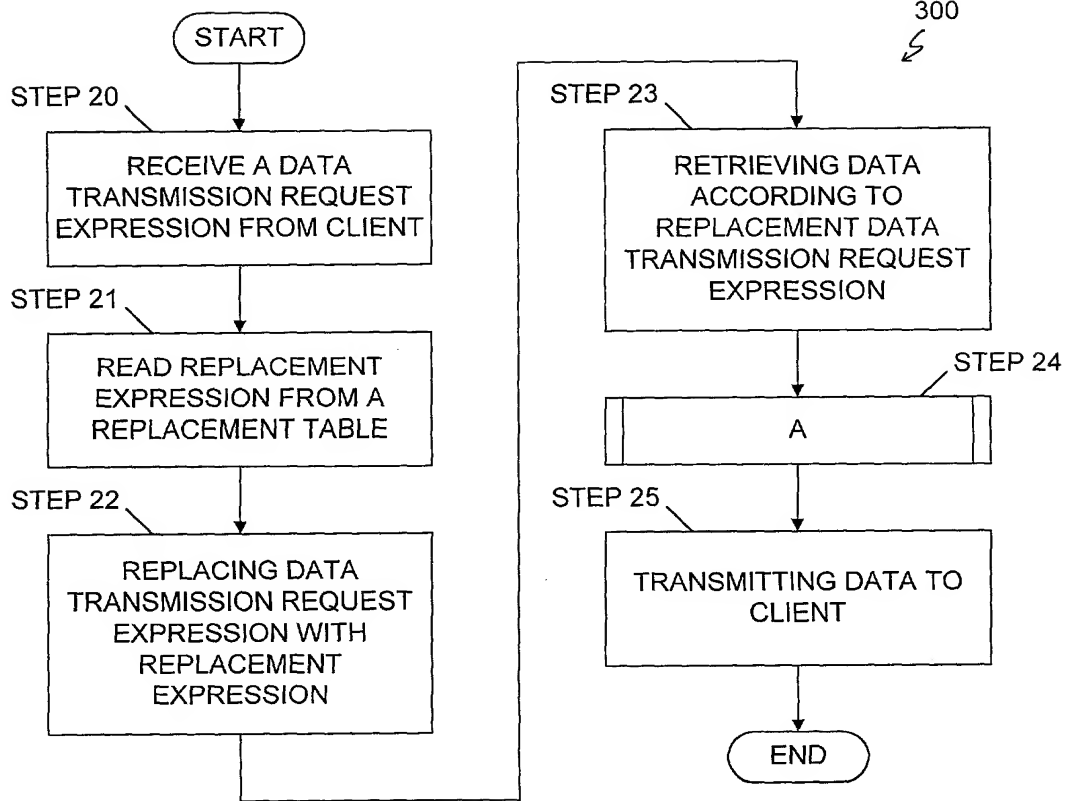 START
STEP 20
RECEIVE A DATA
TRANSMISSION REQUEST
EXPRESSION FROM CLIENT
STEP 21
READ REPLACEMENT
EXPRESSION FROM A
REPLACEMENT TABLE
STEP 22
REPLACING DATA
TRANSMISSION REQUEST
EXPRESSION WITH
REPLACEMENT
EXPRESSION
300
STEP 23
RETRIEVING DATA
ACCORDING TO
REPLACEMENT DATA
TRANSMISSION REQUEST
EXPRESSION
STEP 24
A
STEP 25
TRANSMITTING DATA TO
CLIENT
END